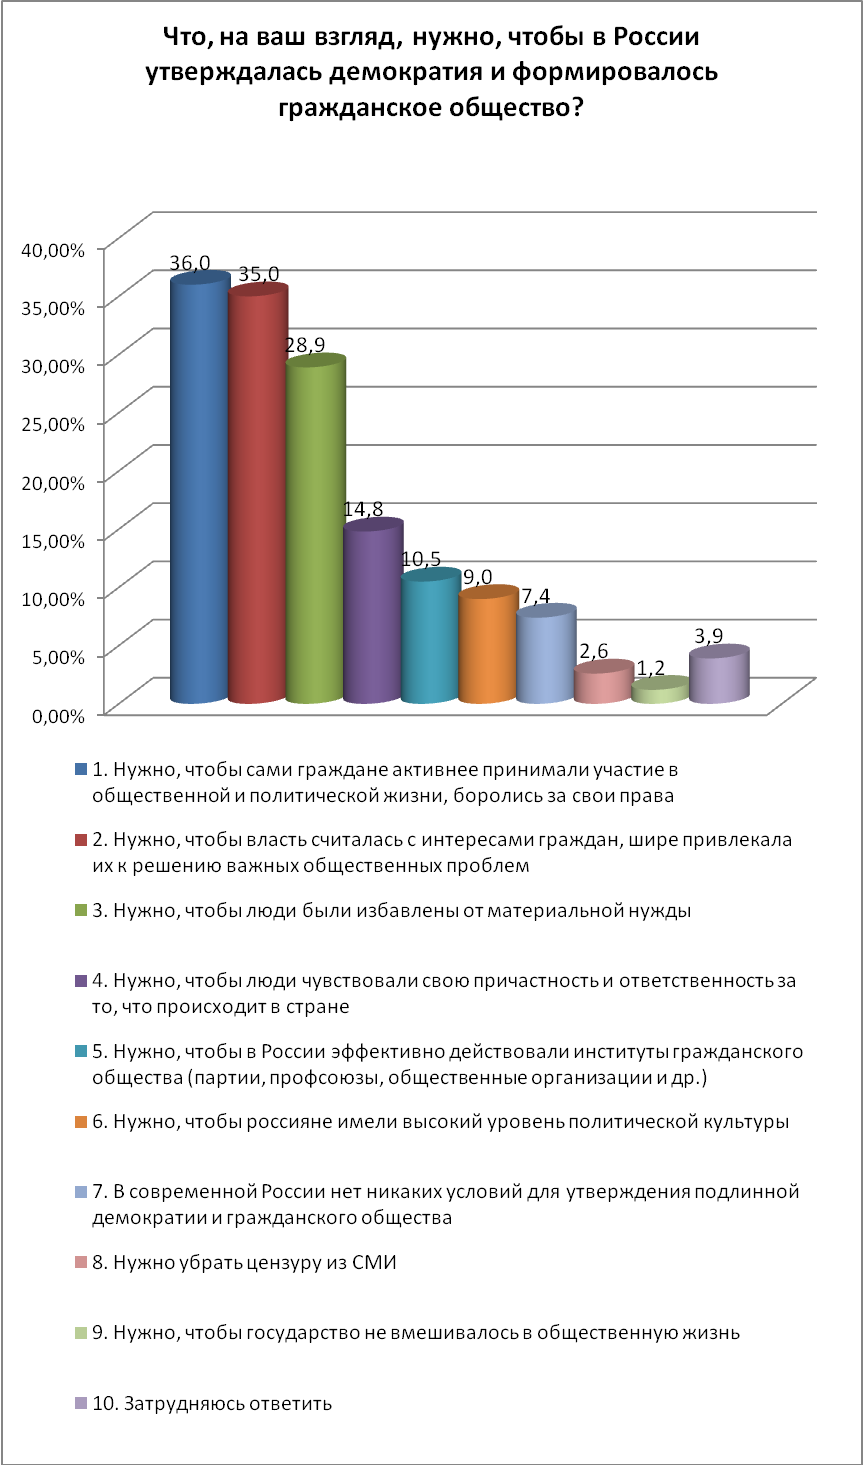 Что, на ваш взгляд, нужно, чтобы в России
утверждалась демократия и формировалось
гражданское общество?
40,00%
35,00%
30,00%
25,00%
20,00%
15,00%
10,00%
5,00%
0,00%
36,0
35,0
28,9
14,8
10,5
9,0
7,4
2,6
1,2
3,9
1. Нужно, чтобы сами граждане активнее принимали участие в
общественной и политической жизни, боролись за свои права
2. Нужно, чтобы власть считалась с интересами граждан, шире привлекала
их к решению важных общественных проблем
3. Нужно, чтобы люди были избавлены от материальной нужды
4. Нужно, чтобы люди чувствовали свою причастность и ответственность за
то, что происходит в стране
5. Нужно, чтобы в России эффективно действовали институты гражданского
общества (партии, профсоюзы, общественные организации и др.)
6. Нужно, чтобы россияне имели высокий уровень политической культуры
7. В современной России нет никаких условий для утверждения подлинной
демократии и гражданского общества
8. Нужно убрать цензуру из СМИ
9. Нужно, чтобы государство не вмешивалось в общественную жизнь
10. Затрудняюсь ответить